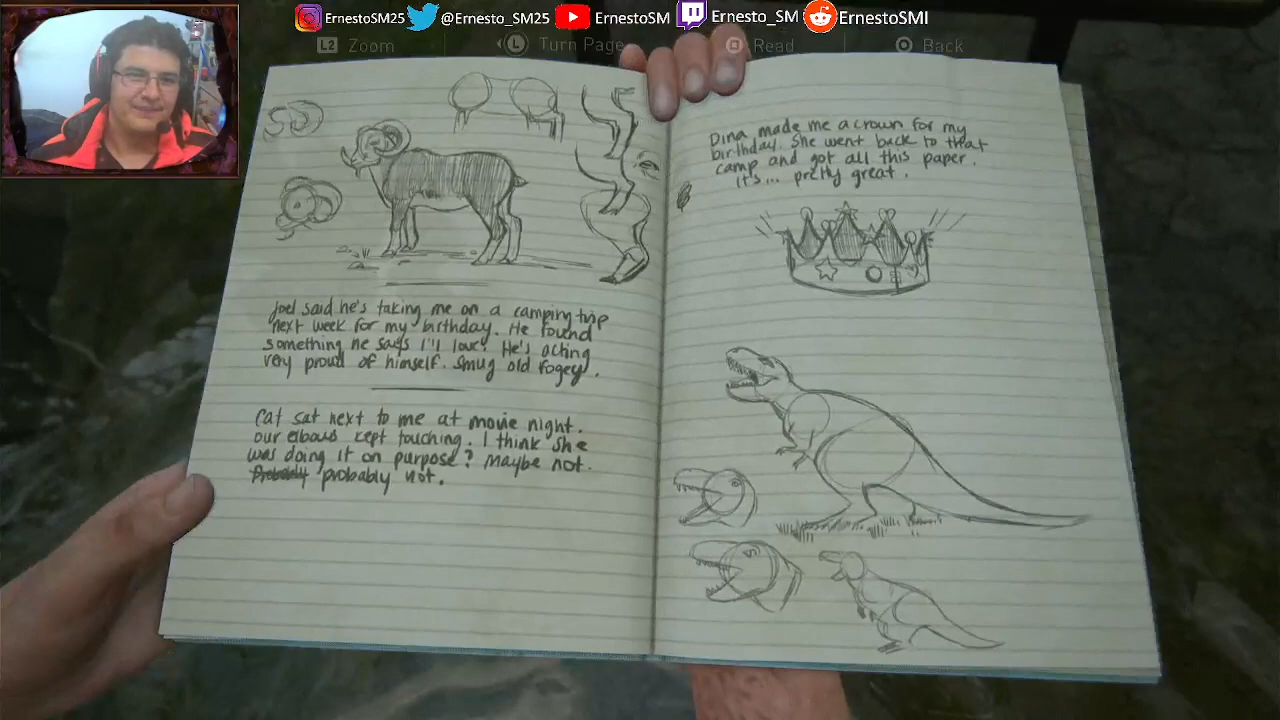 ErnestoSM25 @Ernesto_SM25 ErnestoSM Ernesto_SM ErnestoSMI
L2 Zoom L Turn Page Read Back
Joel said he's taking me on a camping trip
next week for my birthday. He found
something he says I'll love. He's acting
very proud of himself. Smug old fogey.
Cat sat next to me at movie night.
our elbows kept touching. I think she
was doing it on purpose? Maybe not.
Probably probably not.
Dina made me a crown for my
birthday. She went back to that
camp and got all this paper.
It's... pretty great.